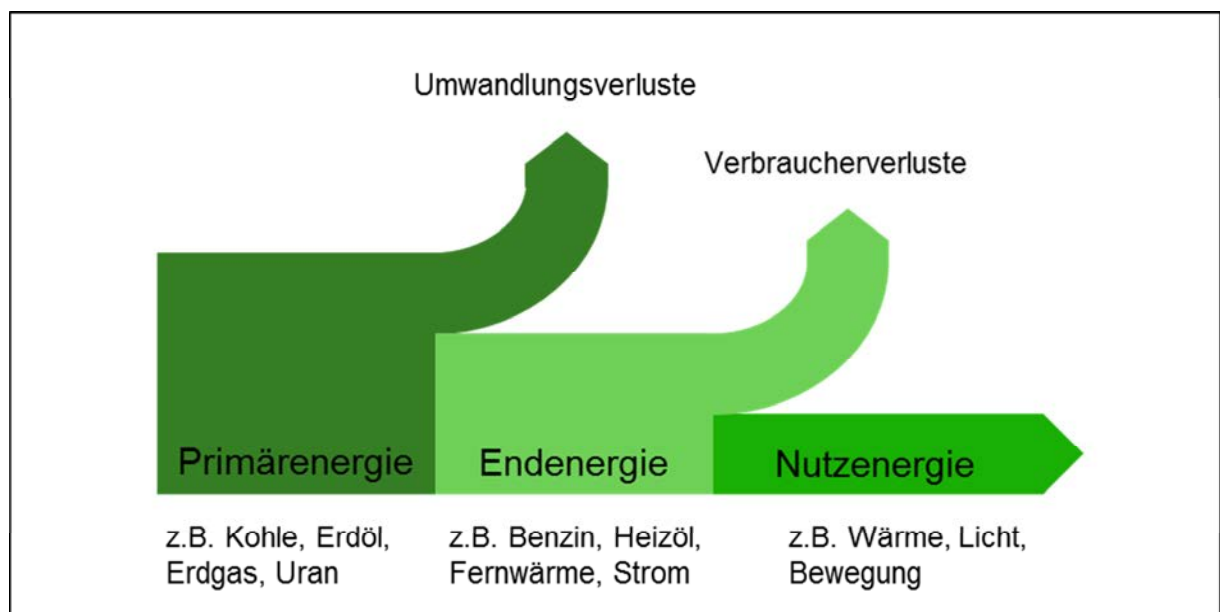 Umwandlungsverluste
Verbraucherverluste
Primärenergie
Endenergie
Nutzenergie
z.B. Kohle, Erdöl,
Erdgas, Uran
z.B. Benzin, Heizöl,
Fernwärme, Strom
z.B. Wärme, Licht,
Bewegung